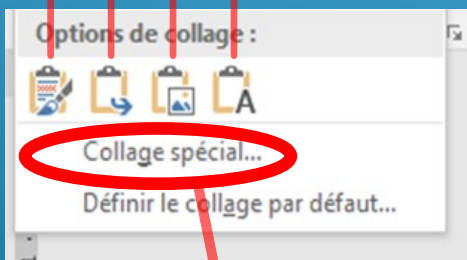 Options de collage :
A
Collage spécial...
Définir le collage par défaut...